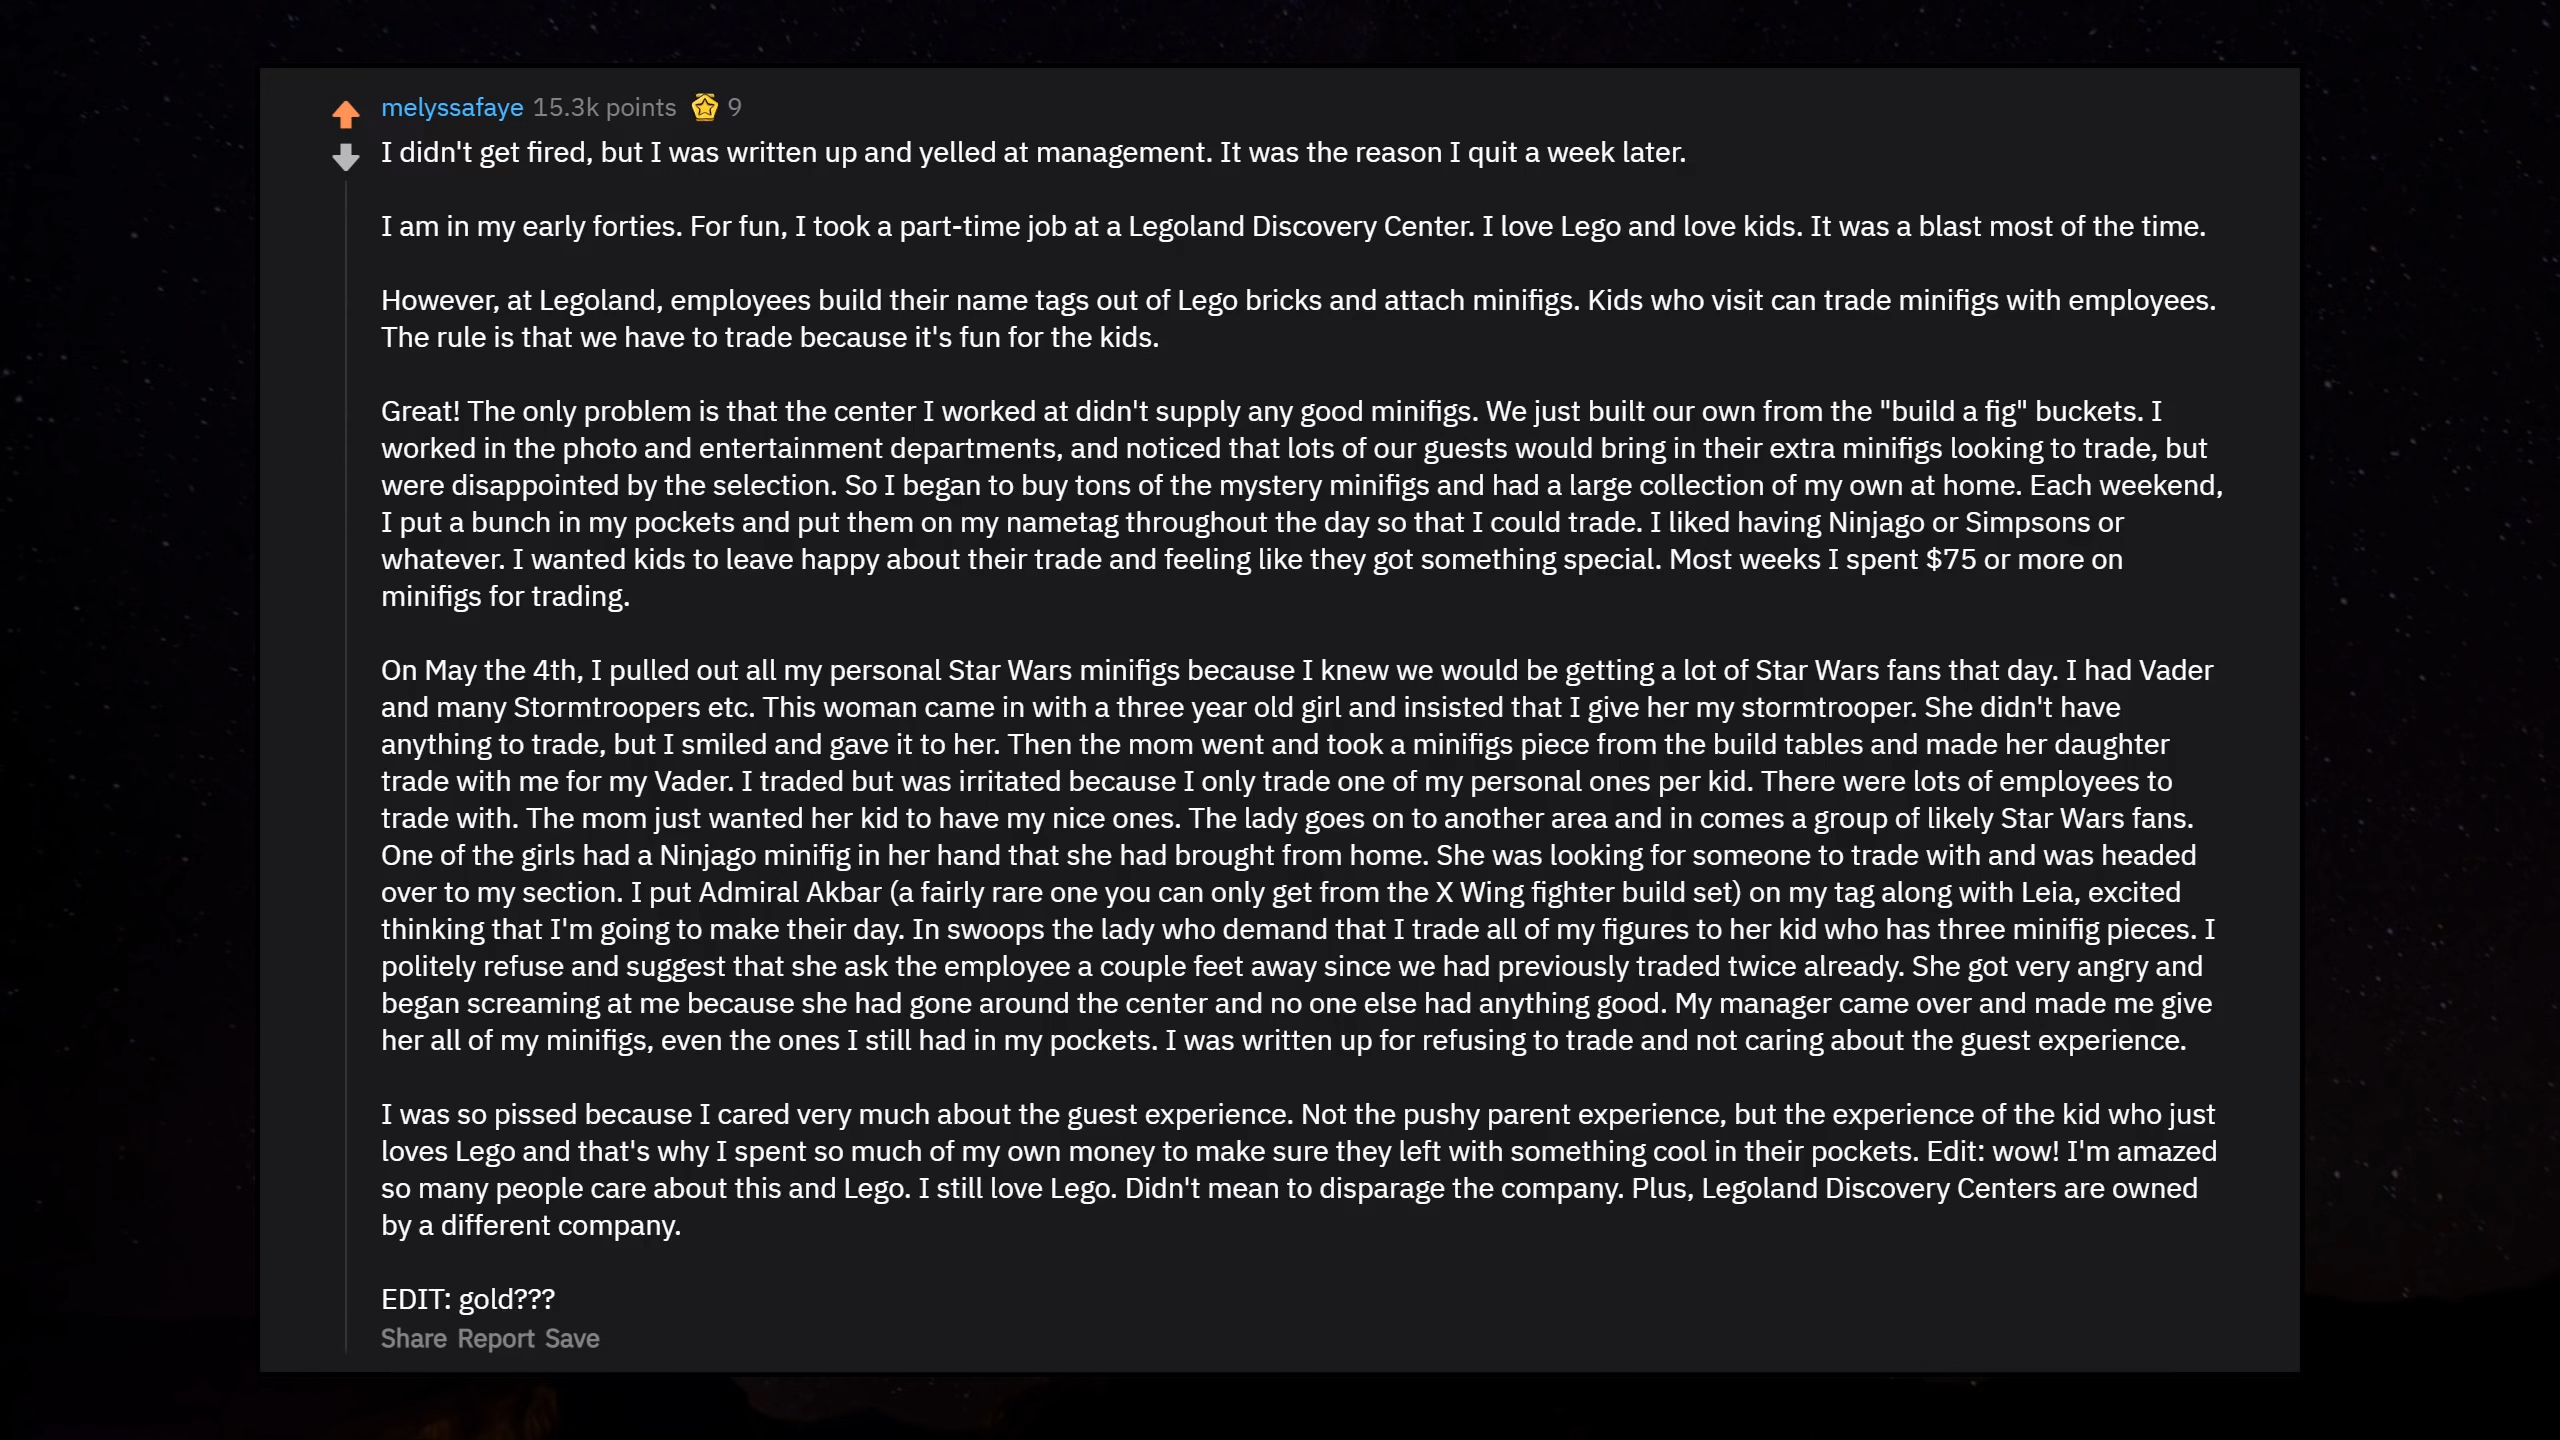 melyssafaye 15.3k points 9
I didn't get fired, but I was written up and yelled at management. It was the reason I quit a week later.
I am in my early forties. For fun, I took a part-time job at a Legoland Discovery Center. I love Lego and love kids. It was a blast most of the time.
However, at Legoland, employees build their name tags out of Lego bricks and attach minifigs. Kids who visit can trade minifigs with employees.
The rule is that we have to trade because it's fun for the kids.
Great! The only problem is that the center I worked at didn't supply any good minifigs. We just built our own from the "build a fig" buckets. I
worked in the photo and entertainment departments, and noticed that lots of our guests would bring in their extra minifigs looking to trade, but
were disappointed by the selection. So I began to buy tons of the mystery minifigs and had a large collection of my own at home. Each weekend,
I put a bunch in my pockets and put them on my nametag throughout the day so that I could trade. I liked having Ninjago or Simpsons or
whatever. I wanted kids to leave happy about their trade and feeling like they got something special. Most weeks I spent $75 or more on
minifigs for trading.
On May the 4th, I pulled out all my personal Star Wars minifigs because I knew we would be getting a lot of Star Wars fans that day. I had Vader
and many Stormtroopers etc. This woman came in with a three year old girl and insisted that I give her my stormtrooper. She didn't have
anything to trade, but I smiled and gave it to her. Then the mom went and took a minifigs piece from the build tables and made her daughter
trade with me for my Vader. I traded but was irritated because I only trade one of my personal ones per kid. There were lots of employees to
trade with. The mom just wanted her kid to have my nice ones. The lady goes on to another area and in comes a group of likely Star Wars fans.
One of the girls had a Ninjago minifig in her hand that she had brought from home. She was looking for someone to trade with and was headed
over to my section. I put Admiral Akbar (a fairly rare one you can only get from the X Wing fighter build set) on my tag along with Leia, excited
thinking that I'm going to make their day. In swoops the lady who demand that I trade all of my figures to her kid who has three minifig pieces. I
politely refuse and suggest that she ask the employee a couple feet away since we had previously traded twice already. She got very angry and
began screaming at me because she had gone around the center and no one else had anything good. My manager came over and made me give
her all of my minifigs, even the ones I still had in my pockets. I was written up for refusing to trade and not caring about the guest experience.
I was so pissed because I cared very much about the guest experience. Not the pushy parent experience, but the experience of the kid who just
loves Lego and that's why I spent so much of my own money to make sure they left with something cool in their pockets. Edit: wow! I'm amazed
so many people care about this and Lego. I still love Lego. Didn't mean to disparage the company. Plus, Legoland Discovery Centers are owned
by a different company.
EDIT: gold???
Share Report Save